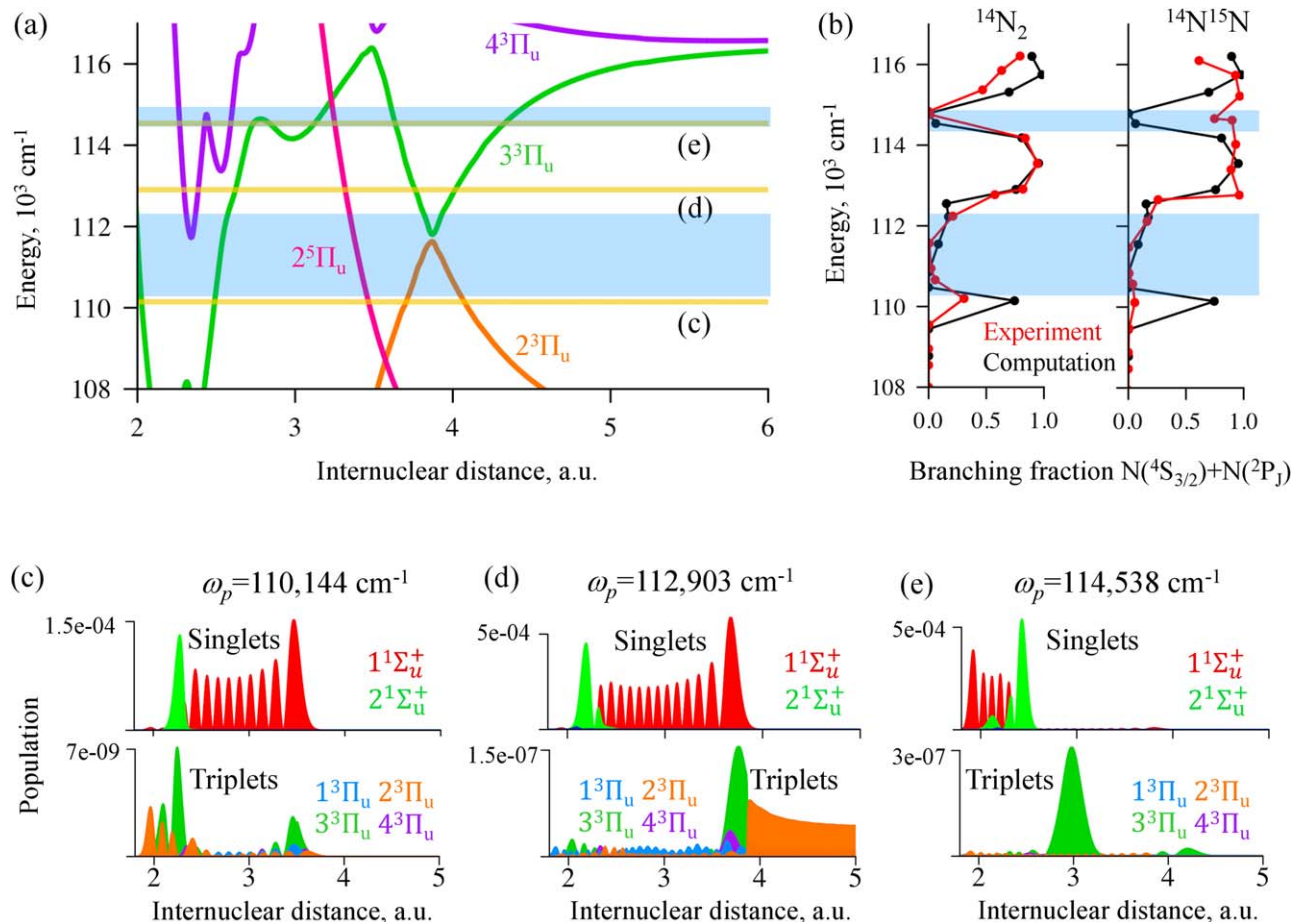 (a)
4³Πᵤ
3³Πᵤ
2⁵Πᵤ
2³Πᵤ
(e)
(d)
(c)
Energy, 10³ cm⁻¹
116
114
112
110
108
2 3 4 5 6
Internuclear distance, a.u.
(b)
¹⁴N₂ ¹⁴N¹⁵N
Energy, 10³ cm⁻¹
116
114
112
110
108
Experiment
Computation
0.0 0.5 1.0 0.0 0.5 1.0
Branching fraction N(⁴S₃/₂)+N(²P_J)
(c)
ωₚ=110,144 cm⁻¹
1.5e-04
Singlets
1¹Σᵤ⁺
2¹Σᵤ⁺
Population
7e-09
Triplets
1³Πᵤ 2³Πᵤ
3³Πᵤ 4³Πᵤ
2 3 4 5
Internuclear distance, a.u.
(d)
ωₚ=112,903 cm⁻¹
5e-04
Singlets
1¹Σᵤ⁺
2¹Σᵤ⁺
1.5e-07
Triplets
1³Πᵤ 2³Πᵤ
3³Πᵤ 4³Πᵤ
2 3 4 5
Internuclear distance, a.u.
(e)
ωₚ=114,538 cm⁻¹
5e-04
Singlets
1¹Σᵤ⁺
2¹Σᵤ⁺
3e-07
Triplets
1³Πᵤ 2³Πᵤ
3³Πᵤ 4³Πᵤ
2 3 4 5
Internuclear distance, a.u.